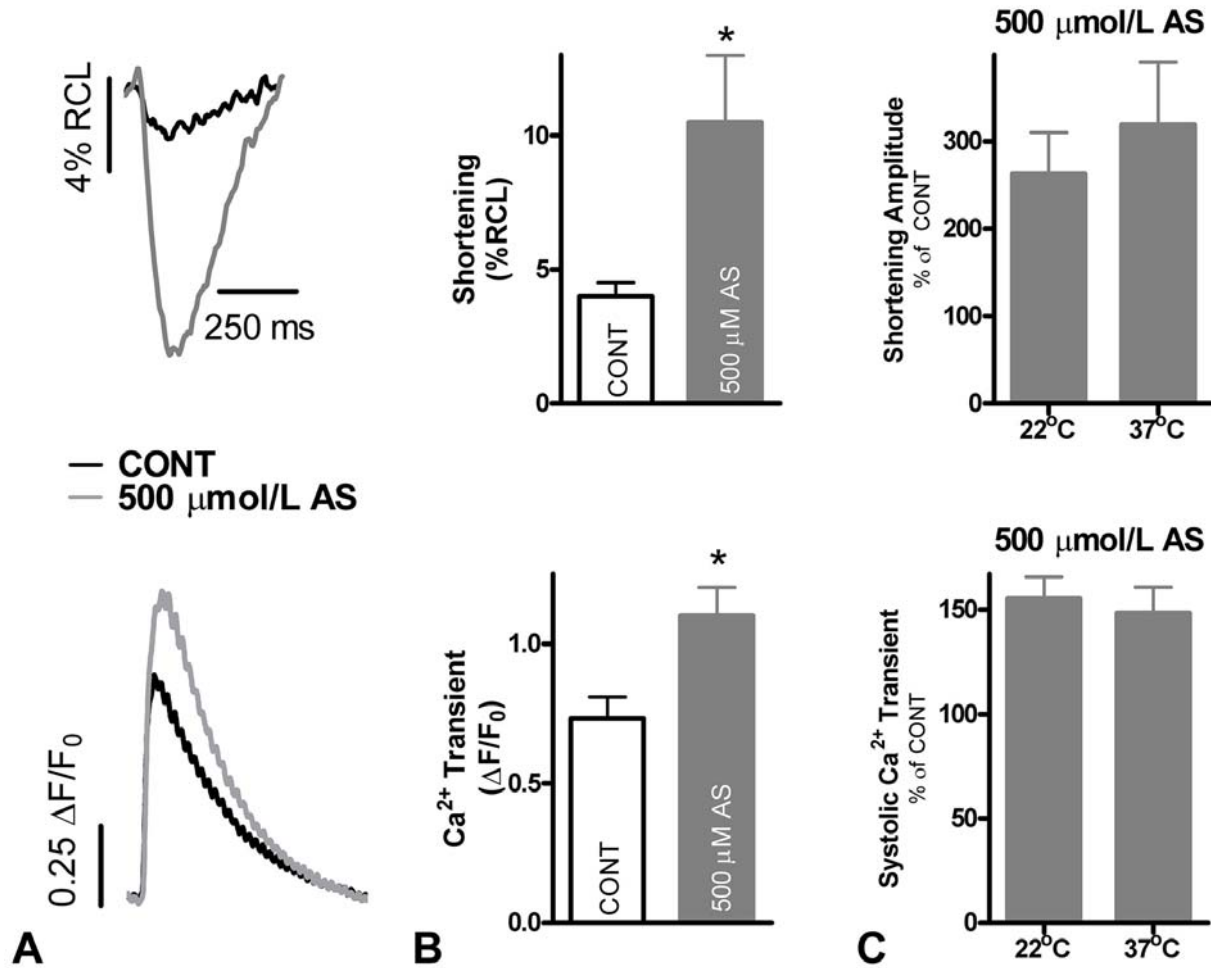 4% RCL
250 ms
CONT
500 μmol/L AS
0.25 ΔF/F0
A
*
Shortening
(%RCL)
10
5
0
CONT
500 μM AS
*
Ca2+ Transient
(ΔF/F0)
1.0
0.5
0.0
CONT
500 μM AS
B
500 μmol/L AS
Shortening Amplitude
% of CONT
300
200
100
0
22°C 37°C
500 μmol/L AS
Systolic Ca2+ Transient
% of CONT
150
100
50
0
22°C 37°C
C